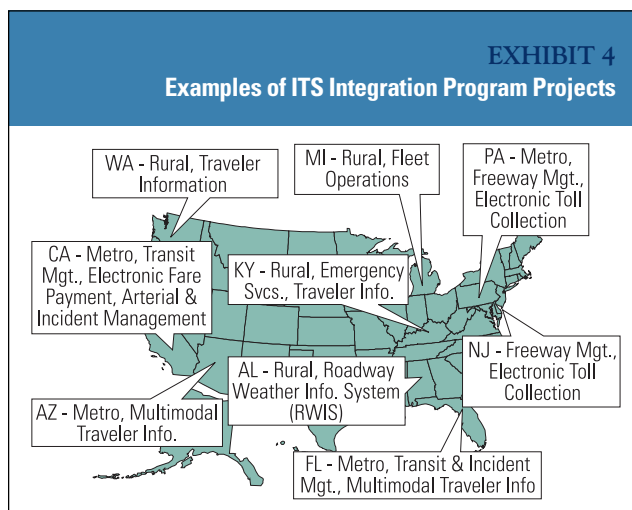 EXHIBIT 4
Examples of ITS Integration Program Projects
WA - Rural, Traveler
Information
MI - Rural, Fleet
Operations
PA - Metro,
Freeway Mgt.,
Electronic Toll
Collection
CA - Metro, Transit
Mgt., Electronic Fare
Payment, Arterial &
Incident Management
KY - Rural, Emergency
Svcs., Traveler Info.
NJ - Freeway Mgt.,
Electronic Toll
Collection
AL - Rural, Roadway
Weather Info. System
(RWIS)
AZ - Metro, Multimodal
Traveler Info.
FL - Metro, Transit & Incident
Mgt., Multimodal Traveler Info